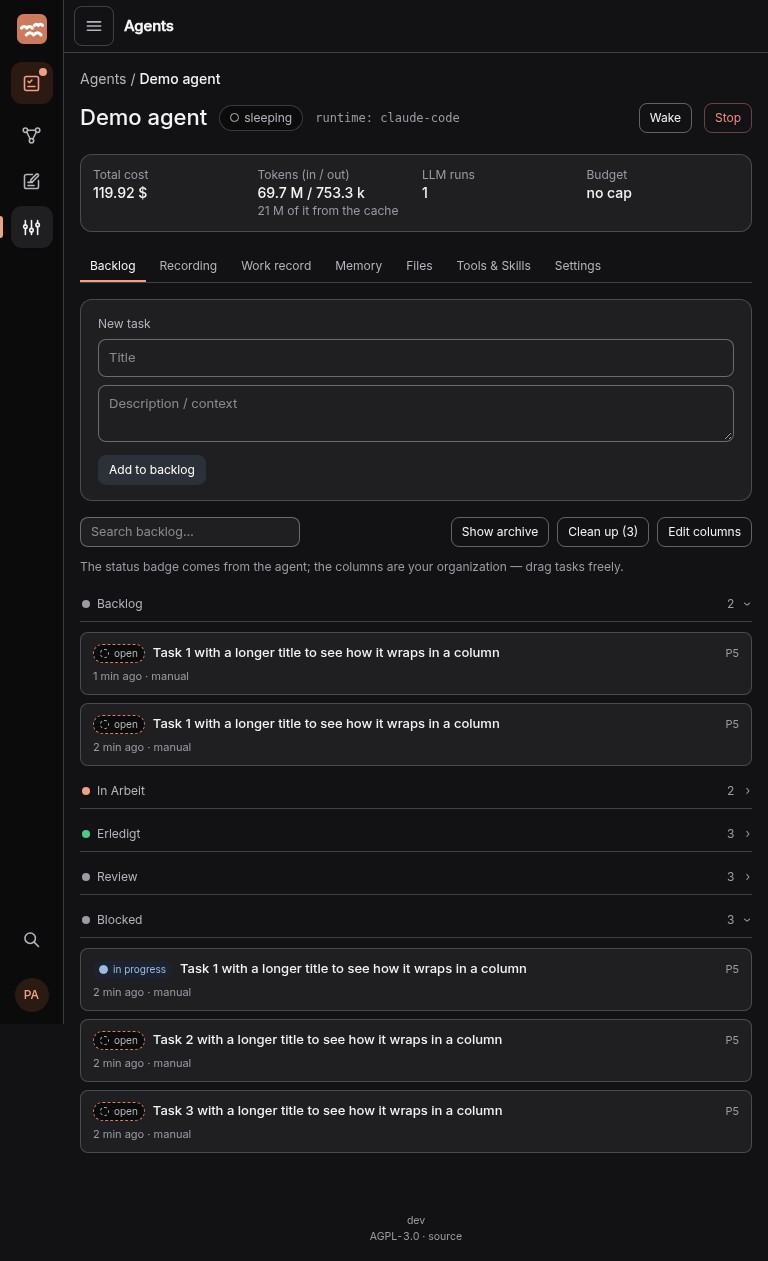 Agents
Agents / Demo agent
Demo agent sleeping runtime: claude-code Wake Stop
Total cost Tokens (in / out) LLM runs Budget
119.92 $ 69.7 M / 753.3 k 1 no cap
21 M of it from the cache
Backlog Recording Work record Memory Files Tools & Skills Settings
New task
Title
Description / context
Add to backlog
Search backlog... Show archive Clean up (3) Edit columns
The status badge comes from the agent; the columns are your organization — drag tasks freely.
Backlog 2
open Task 1 with a longer title to see how it wraps in a column P5
1 min ago · manual
open Task 1 with a longer title to see how it wraps in a column P5
2 min ago · manual
In Arbeit 2
Erledigt 3
Review 3
Blocked 3
in progress Task 1 with a longer title to see how it wraps in a column P5
2 min ago · manual
open Task 2 with a longer title to see how it wraps in a column P5
2 min ago · manual
open Task 3 with a longer title to see how it wraps in a column P5
2 min ago · manual
PA
dev
AGPL-3.0 · source